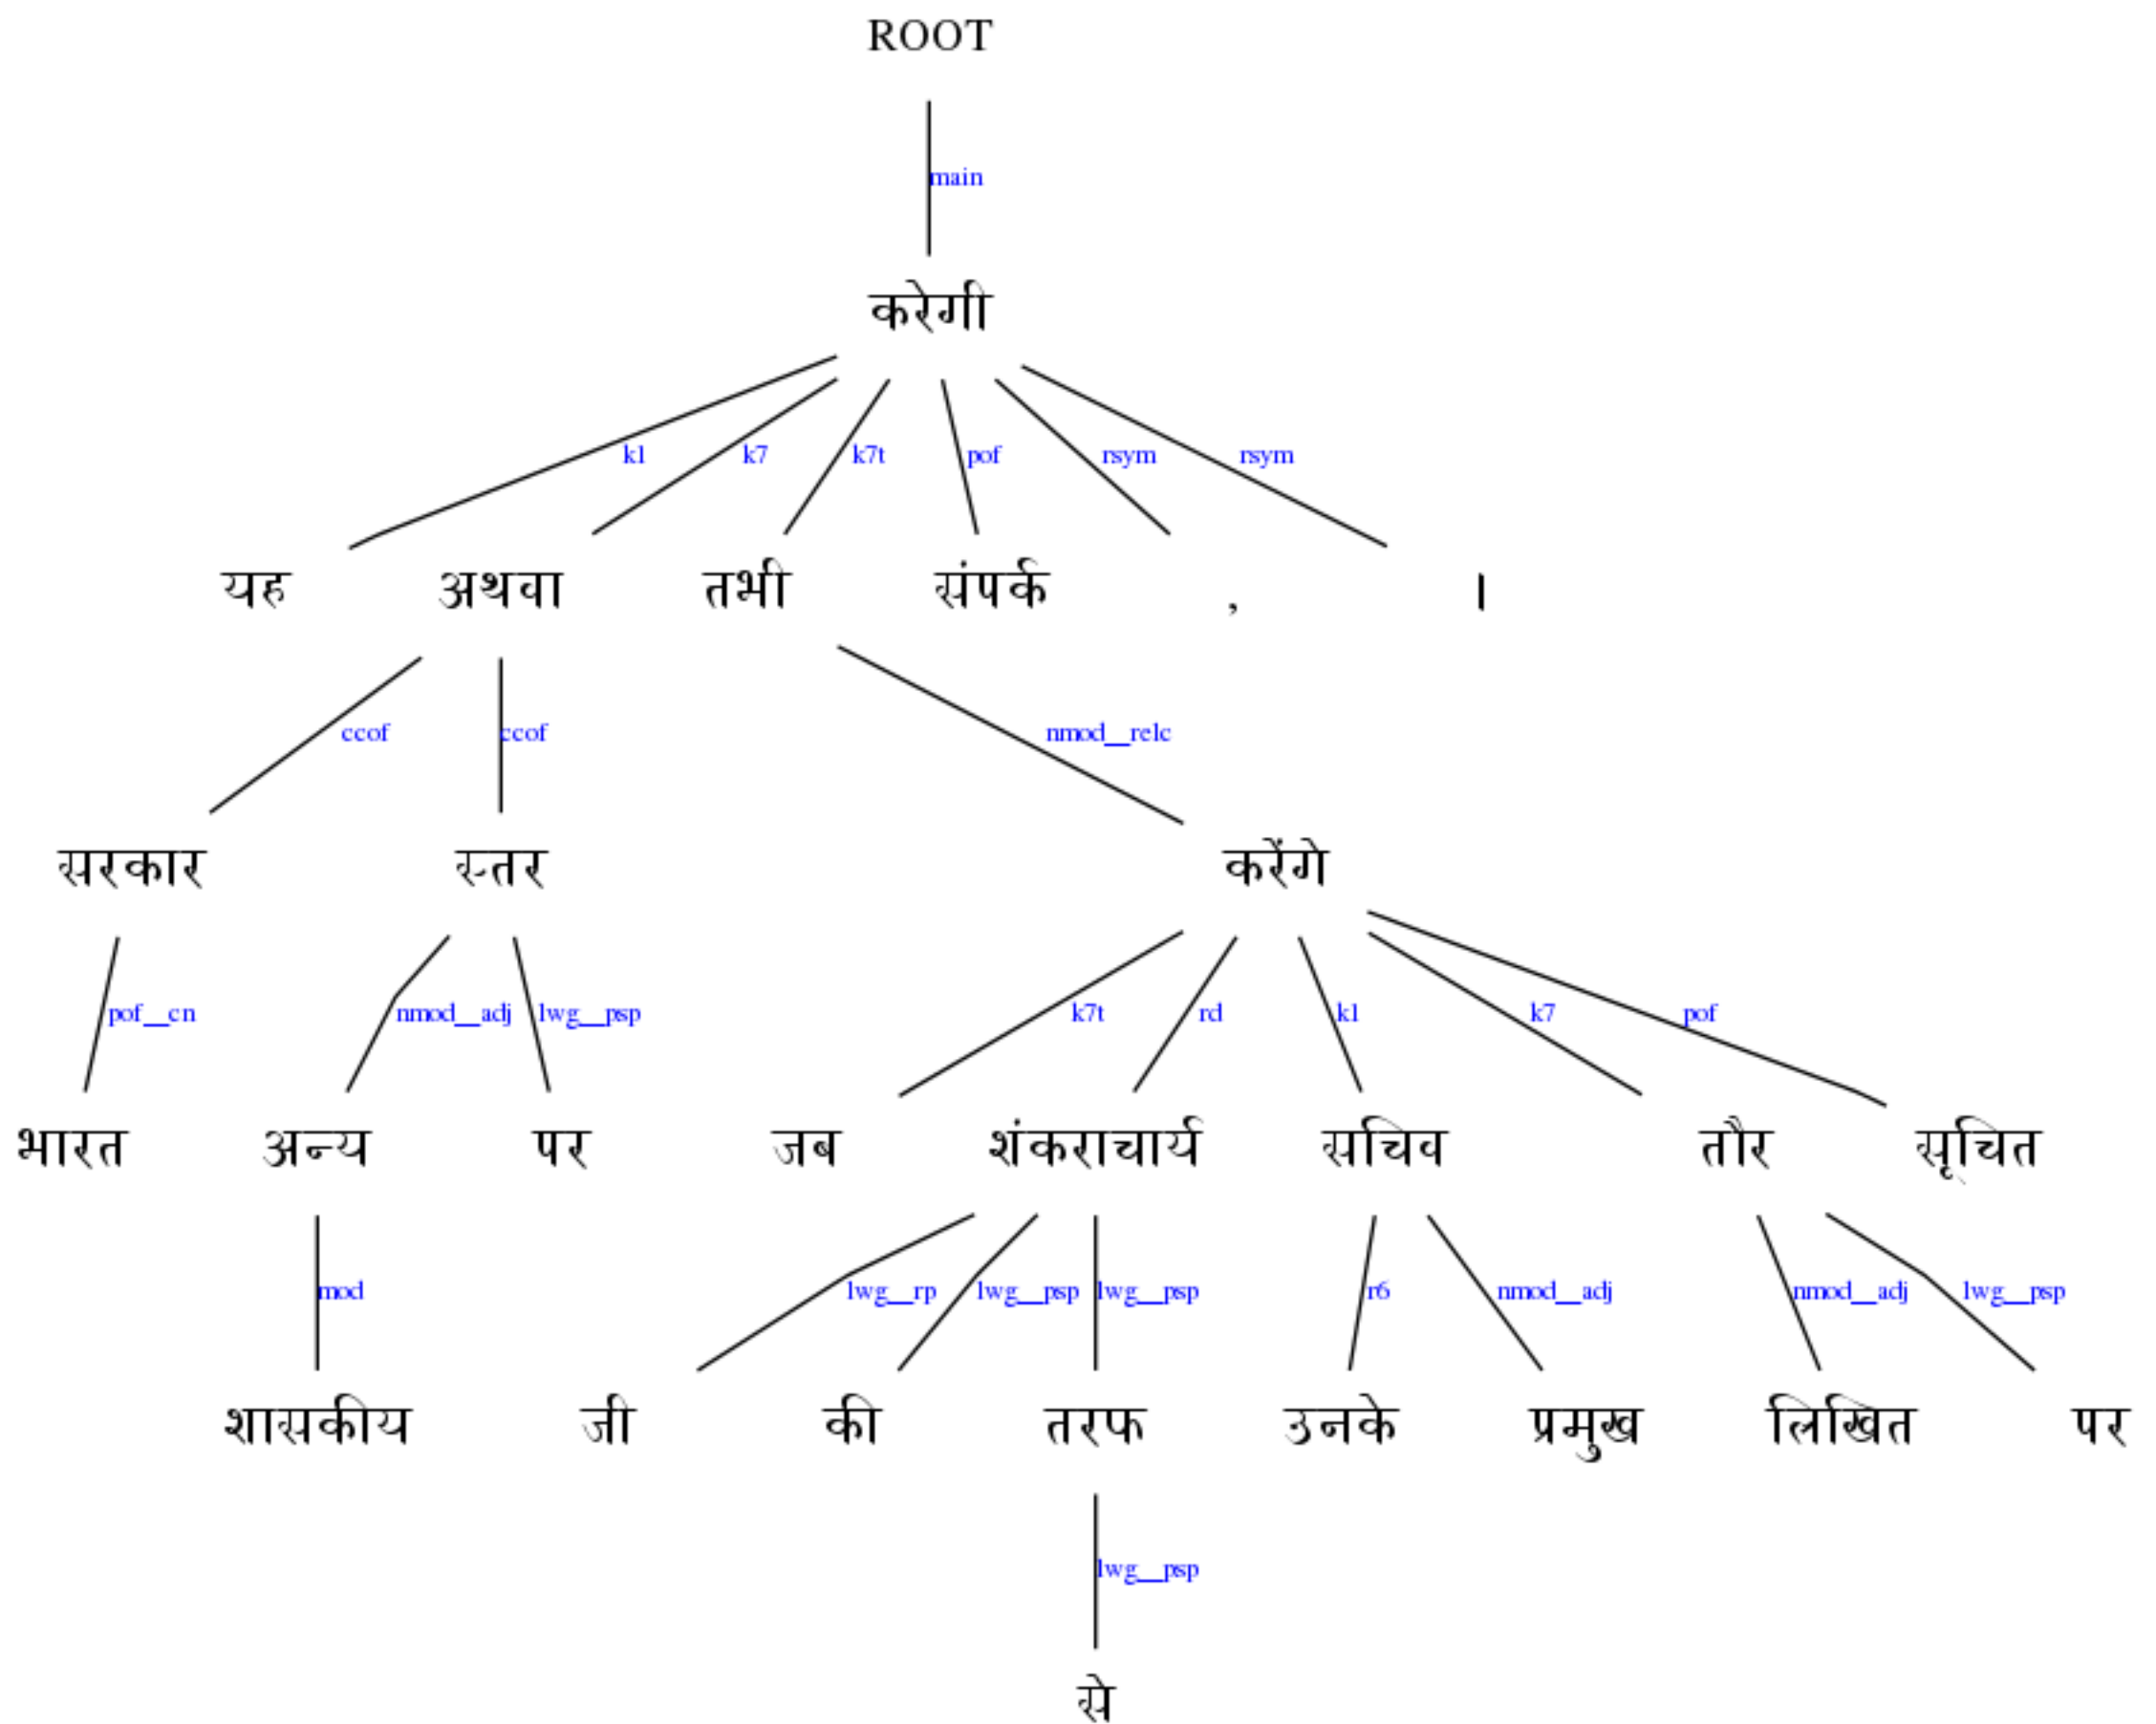 ROOT
main
करेगी
k1 k7 k7t pof rsym rsym
यह अथवा तभी संपर्क , ।
ccof ccof nmod__relc
सरकार स्तर करेंगे
pof__cn nmod__adj lwg__psp k7t rd k1 k7 pof
भारत अन्य पर जब शंकराचार्य सचिव तौर सूचित
mod lwg__rp lwg__psp lwg__psp r6 nmod__adj nmod__adj lwg__psp
शासकीय जी की तरफ उनके प्रमुख लिखित पर
lwg__psp
से